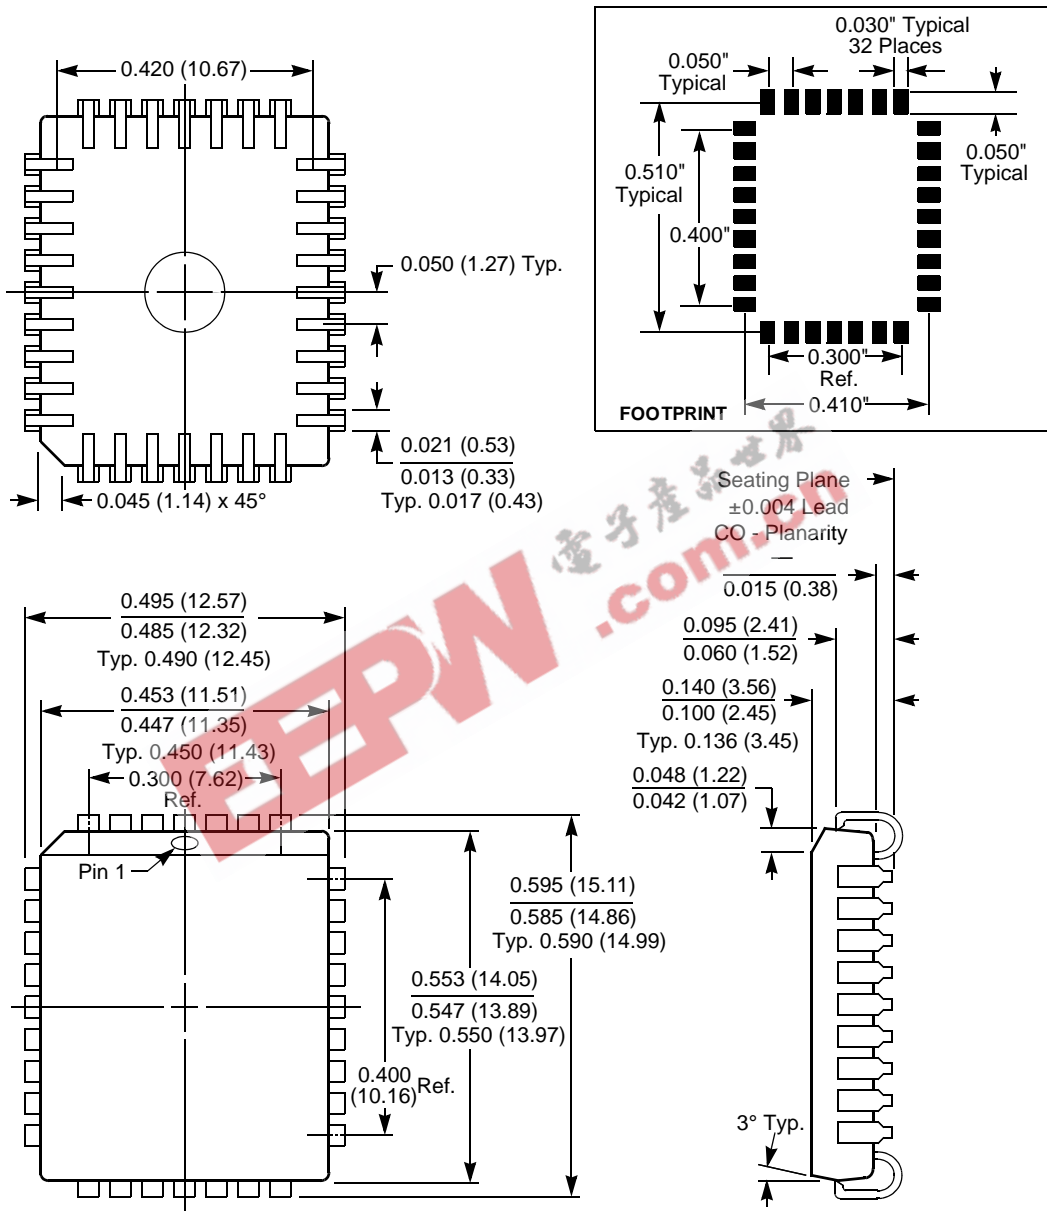 0.420 (10.67)
0.050 (1.27) Typ.
0.021 (0.53)
0.013 (0.33)
Typ. 0.017 (0.43)
0.045 (1.14) x 45°
0.030" Typical
32 Places
0.050"
Typical
0.050"
Typical
0.510"
Typical
0.400"
0.300"
Ref.
0.410"
FOOTPRINT
電子產品世界
EEPW.com.cn
Seating Plane
±0.004 Lead
CO - Planarity
—
0.015 (0.38)
0.095 (2.41)
0.060 (1.52)
0.140 (3.56)
0.100 (2.45)
Typ. 0.136 (3.45)
0.048 (1.22)
0.042 (1.07)
3° Typ.
0.495 (12.57)
0.485 (12.32)
Typ. 0.490 (12.45)
0.453 (11.51)
0.447 (11.35)
Typ. 0.450 (11.43)
0.300 (7.62)
Ref.
Pin 1
0.595 (15.11)
0.585 (14.86)
Typ. 0.590 (14.99)
0.553 (14.05)
0.547 (13.89)
Typ. 0.550 (13.97)
0.400
(10.16) Ref.